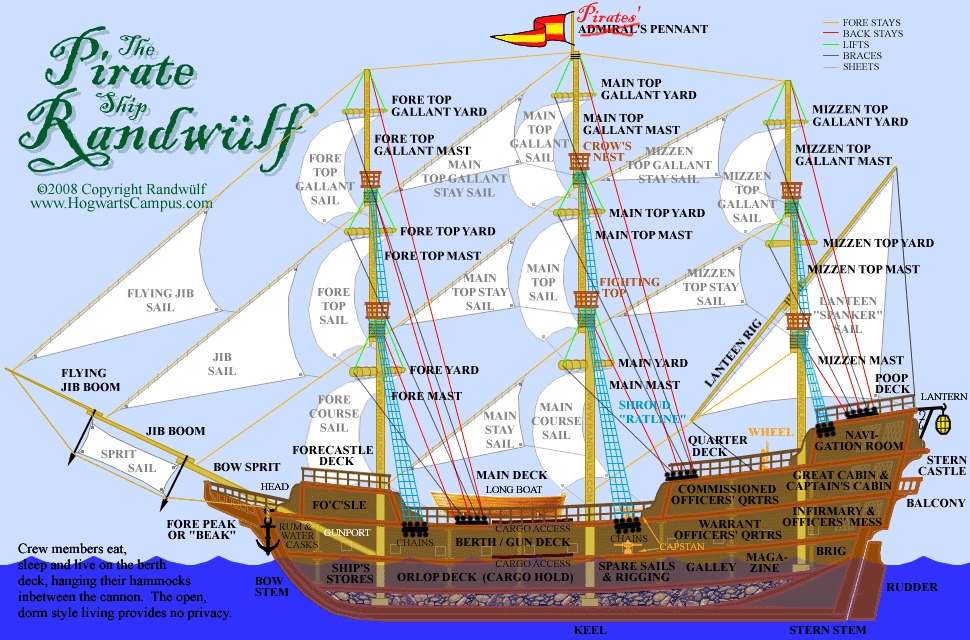 The
Pirate
Ship
Randwülf
©2008 Copyright Randwülf
www.HogwartsCampus.com
Pirates'
ADMIRAL'S PENNANT
FORE STAYS
BACK STAYS
LIFTS
BRACES
SHEETS
FORE TOP
GALLANT YARD
MAIN TOP
GALLANT YARD
MIZZEN TOP
GALLANT YARD
FORE TOP
GALLANT MAST
MAIN TOP
GALLANT MAST
MIZZEN TOP
GALLANT MAST
CROW'S
NEST
FORE
TOP
GALLANT
SAIL
MAIN
TOP GALLANT
STAY SAIL
MAIN
TOP
GALLANT
SAIL
MIZZEN
TOP GALLANT
STAY SAIL
MIZZEN
TOP
GALLANT
SAIL
FORE TOP YARD
MAIN TOP YARD
MIZZEN TOP YARD
FORE TOP MAST
MAIN TOP MAST
MIZZEN TOP MAST
FLYING JIB
SAIL
FORE
TOP
SAIL
MAIN
TOP STAY
SAIL
MAIN
TOP
SAIL
FIGHTING
TOP
MIZZEN
TOP STAY
SAIL
LANTEEN
"SPANKER"
SAIL
LANTEEN RIG
JIB
SAIL
FLYING
JIB BOOM
FORE YARD
MAIN YARD
MIZZEN MAST
FORE MAST
MAIN MAST
POOP
DECK
LANTERN
FORE
COURSE
SAIL
MAIN
STAY
SAIL
MAIN
COURSE
SAIL
SHROUD
"RATLINE"
WHEEL
JIB BOOM
SPRIT
SAIL
BOW SPRIT
FORECASTLE
DECK
QUARTER
DECK
NAVI-
GATION ROOM
STERN
CASTLE
HEAD
MAIN DECK
LONG BOAT
COMMISSIONED
OFFICERS' QRTRS
GREAT CABIN &
CAPTAIN'S CABIN
BALCONY
FO'C'SLE
FORE PEAK
OR "BEAK"
RUM &
WATER
CASKS
GUNPORT
CHAINS
CARGO ACCESS
BERTH / GUN DECK
CARGO ACCESS
CHAINS
CAPSTAN
WARRANT
OFFICERS' QRTRS
INFIRMARY &
OFFICERS' MESS
BRIG
SHIP'S
STORES
ORLOP DECK (CARGO HOLD)
SPARE SAILS
& RIGGING
GALLEY
MAGA-
ZINE
BOW
STEM
RUDDER
KEEL
STERN STEM
Crew members eat,
sleep and live on the berth
deck, hanging their hammocks
inbetween the cannon. The open,
dorm style living provides no privacy.